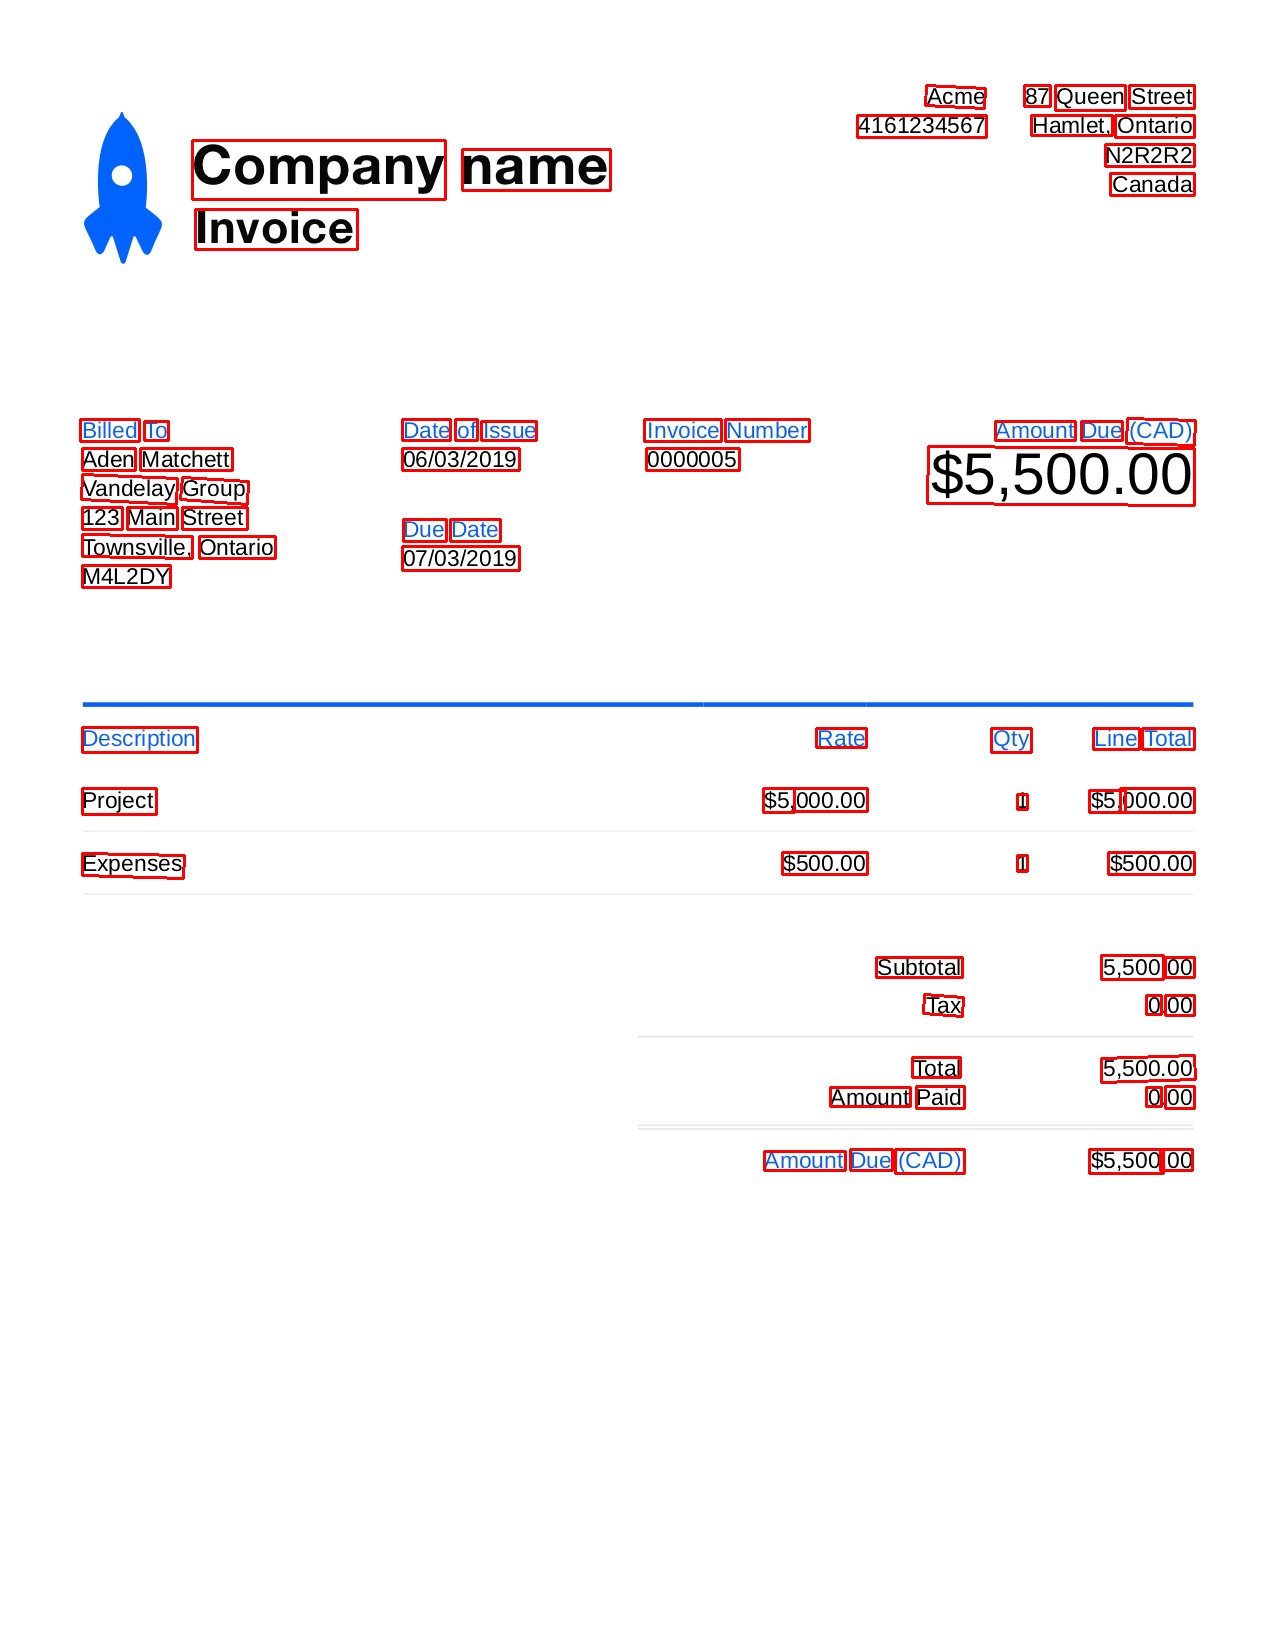 Acme 87 Queen Street
4161234567 Hamlet, Ontario
N2R2R2
Canada
Company name
Invoice
Billed To Date of Issue Invoice Number Amount Due (CAD)
Aden Matchett 06/03/2019 0000005 $5,500.00
Vandelay Group
123 Main Street Due Date
Townsville, Ontario 07/03/2019
M4L2DY
Description Rate Qty Line Total
Project $5,000.00 1 $5,000.00
Expenses $500.00 1 $500.00
Subtotal 5,500.00
Tax 0.00
Total 5,500.00
Amount Paid 0.00
Amount Due (CAD) $5,500.00